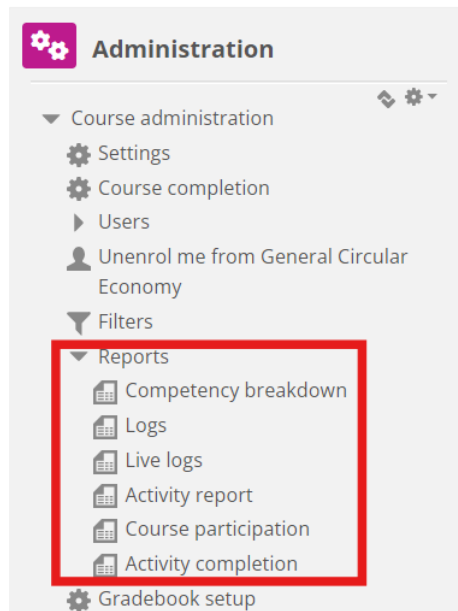 Administration
Course administration
Settings
Course completion
Users
Unenrol me from General Circular
Economy
Filters
Reports
Competency breakdown
Logs
Live logs
Activity report
Course participation
Activity completion
Gradebook setup